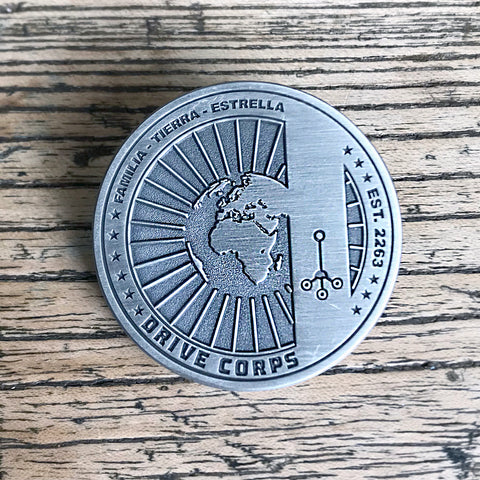 FAMILIA - TIERRA - ESTRELLA
EST. 2263
DRIVE CORPS